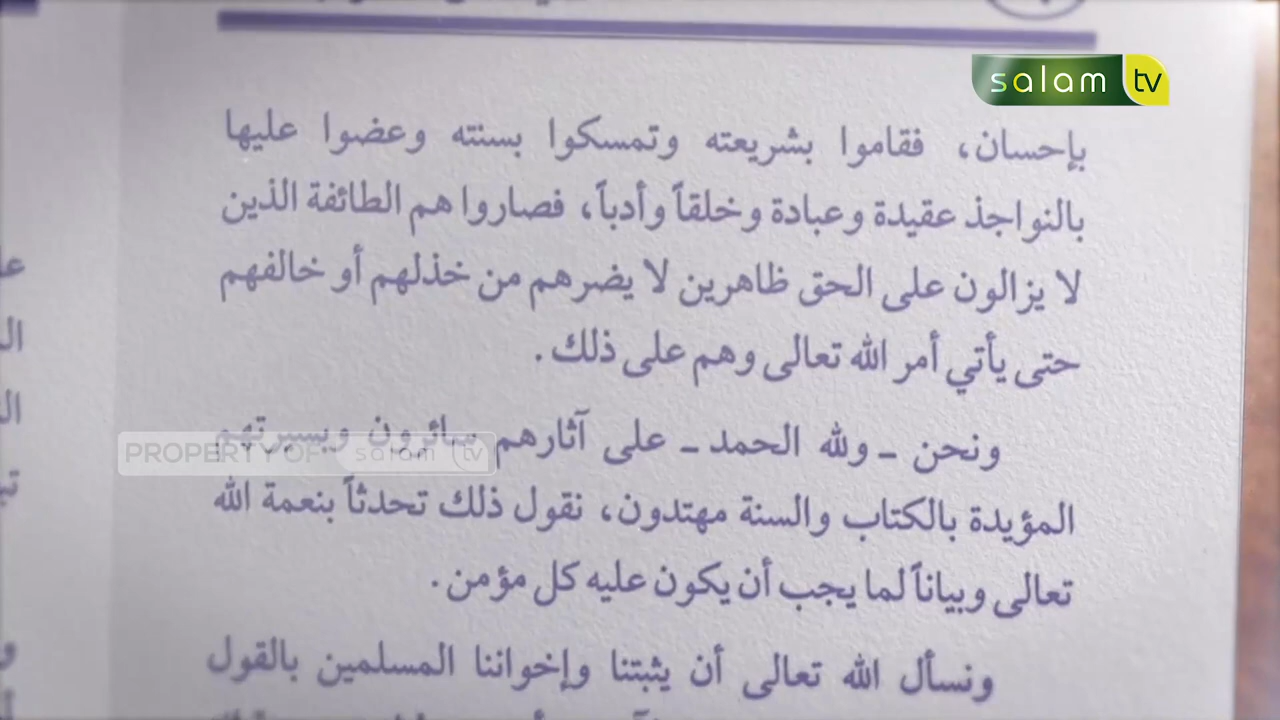 salam tv
بإحسان، فقاموا بشريعته وتمسكوا بسنته وعضوا عليها
بالنواجذ عقيدة وعبادة وخلقاً وأدباً، فصاروا هم الطائفة الذين
لا يزالون على الحق ظاهرين لا يضرهم من خذلهم أو خالفهم
حتى يأتي أمر الله تعالى وهم على ذلك.
ونحن ـ ولله الحمد ـ على آثارهم سائرون وبسيرتهم
PROPERTY OF salam tv
المؤيدة بالكتاب والسنة مهتدون، نقول ذلك تحدثاً بنعمة الله
تعالى وبياناً لما يجب أن يكون عليه كل مؤمن.
ونسأل الله تعالى أن يثبتنا وإخواننا المسلمين بالقول